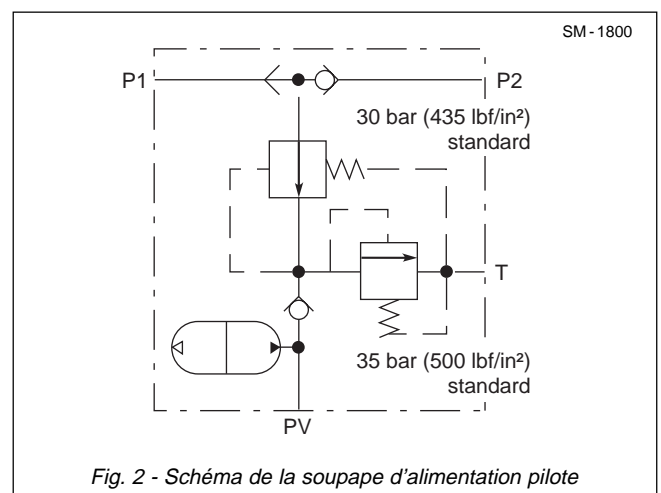 SM-1800
P1
P2
30 bar (435 lbf/in²)
standard
T
35 bar (500 lbf/in²)
standard
PV
Fig. 2 - Schéma de la soupape d'alimentation pilote